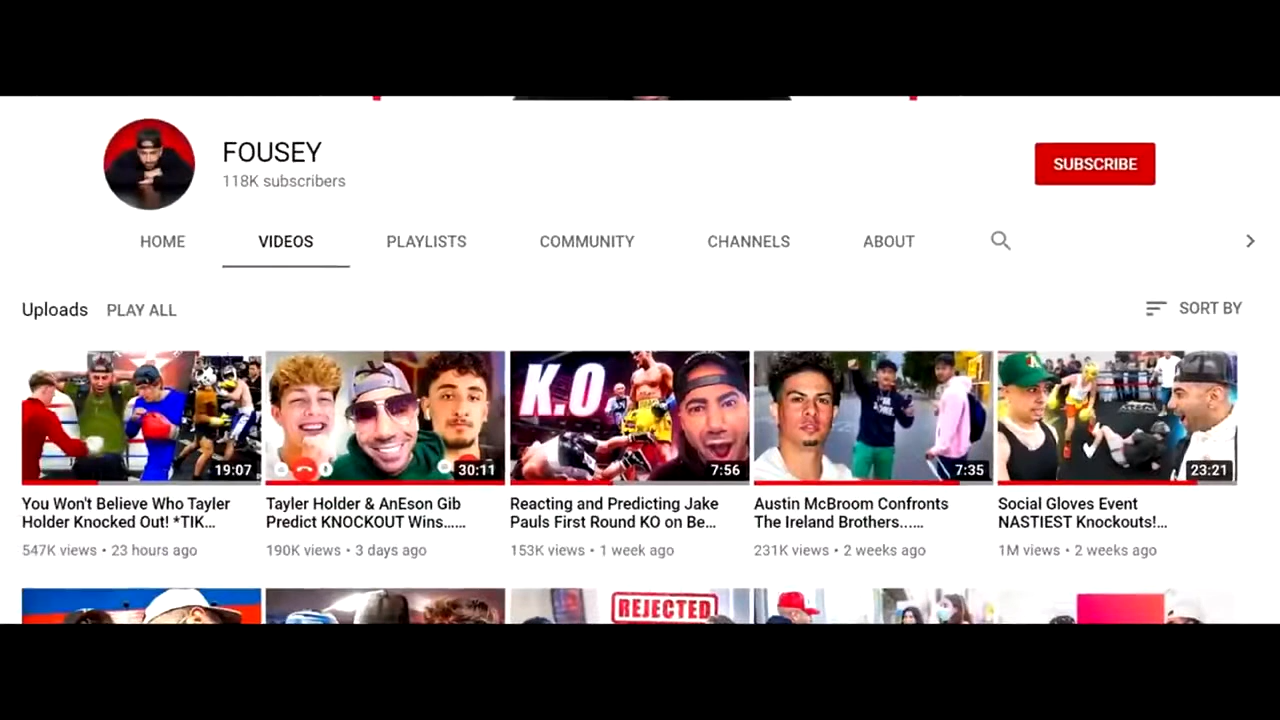 FOUSEY
118K subscribers
SUBSCRIBE
HOME VIDEOS PLAYLISTS COMMUNITY CHANNELS ABOUT
Uploads PLAY ALL SORT BY
K.O
19:07 30:11 7:56 7:35 23:21
You Won't Believe Who Tayler
Holder Knocked Out! *TIK...
547K views • 23 hours ago
Tayler Holder & AnEson Gib
Predict KNOCKOUT Wins......
190K views • 3 days ago
Reacting and Predicting Jake
Pauls First Round KO on Be...
153K views • 1 week ago
Austin McBroom Confronts
The Ireland Brothers......
231K views • 2 weeks ago
Social Gloves Event
NASTIEST Knockouts!...
1M views • 2 weeks ago
REJECTED